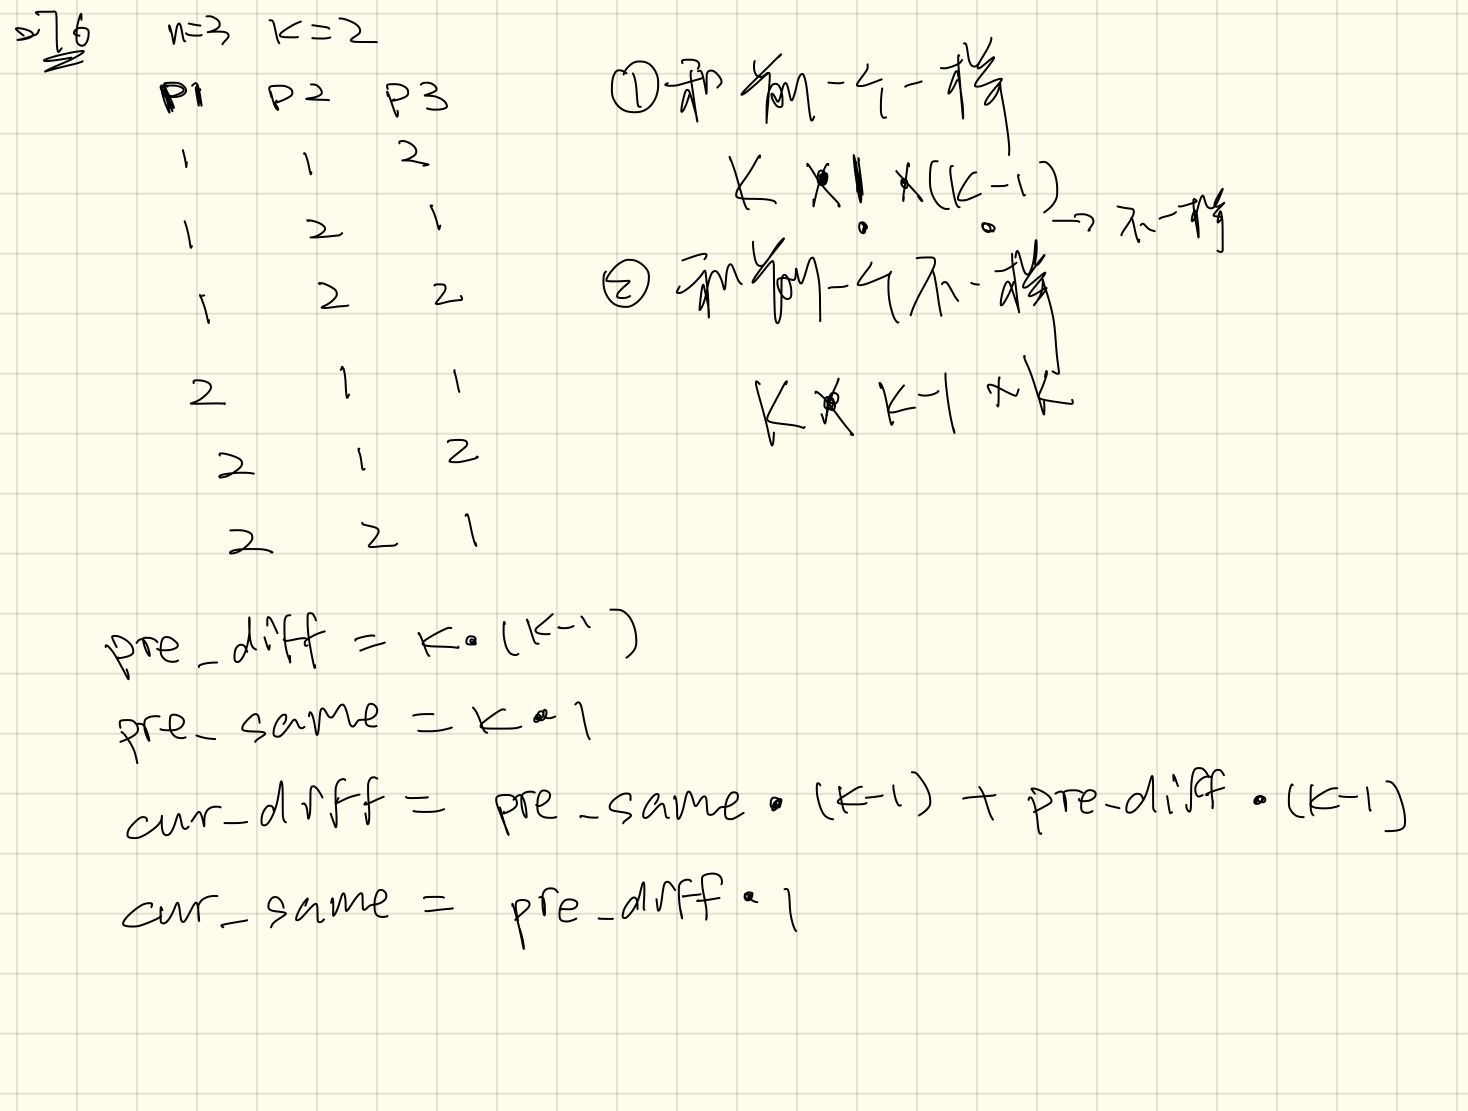 276 n=3 k=2
P1 P2 P3
1 1 2
1 2 1
1 2 2
2 1 1
2 1 2
2 2 1
① 和前一个一样
K × 1 × (K-1) → 不一样
② 和前一个不一样
K × K-1 × K
pre_diff = K·(K-1)
pre_same = K·1
cur_diff = pre_same · (K-1) + pre_diff · (K-1)
cur_same = pre_diff · 1